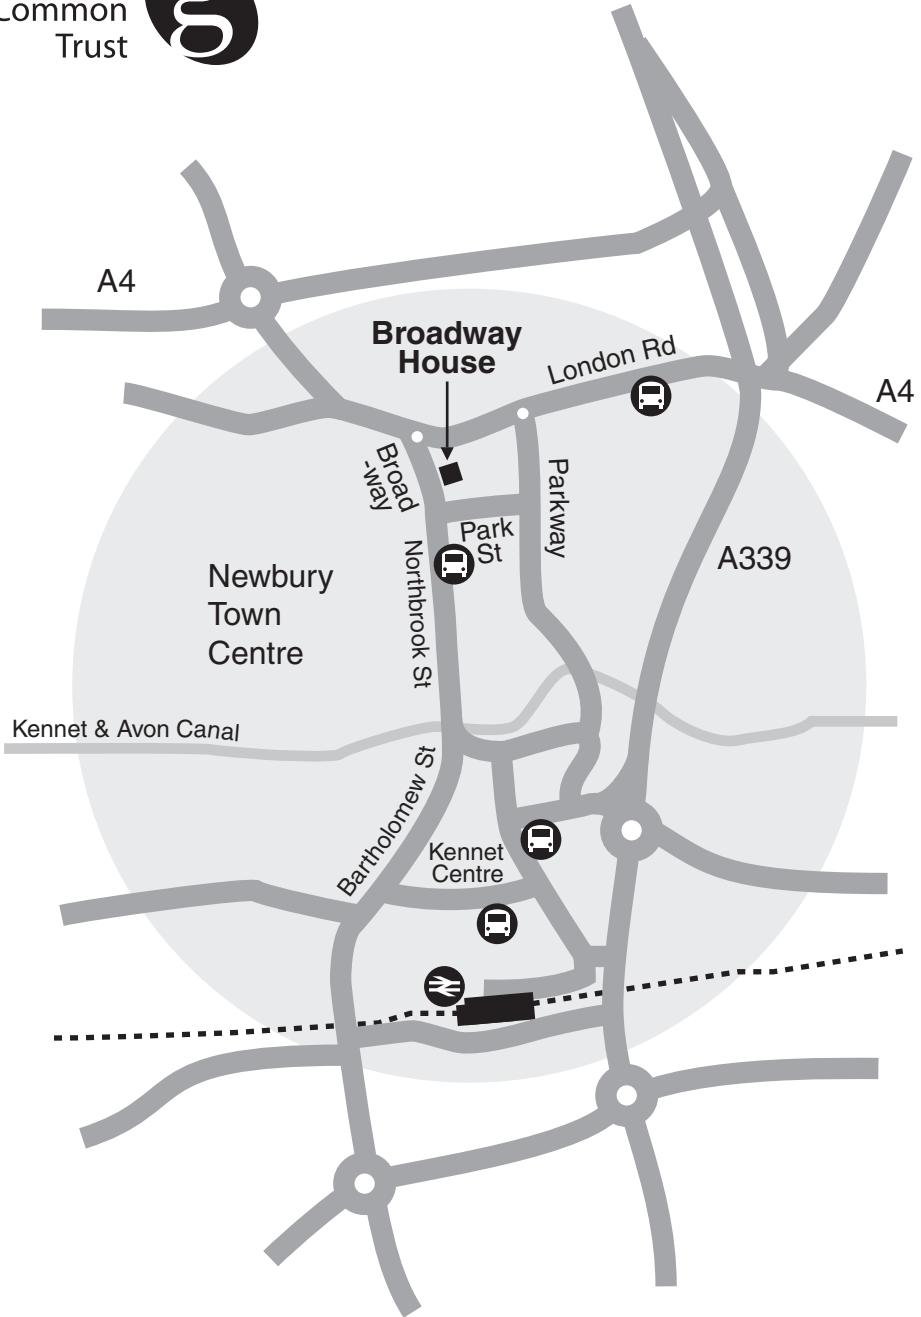 Common
Trust
A4
Broadway
House
London Rd
A4
Broad
-way
Parkway
Park
St
Northbrook St
A339
Newbury
Town
Centre
Kennet & Avon Canal
Bartholomew St
Kennet
Centre